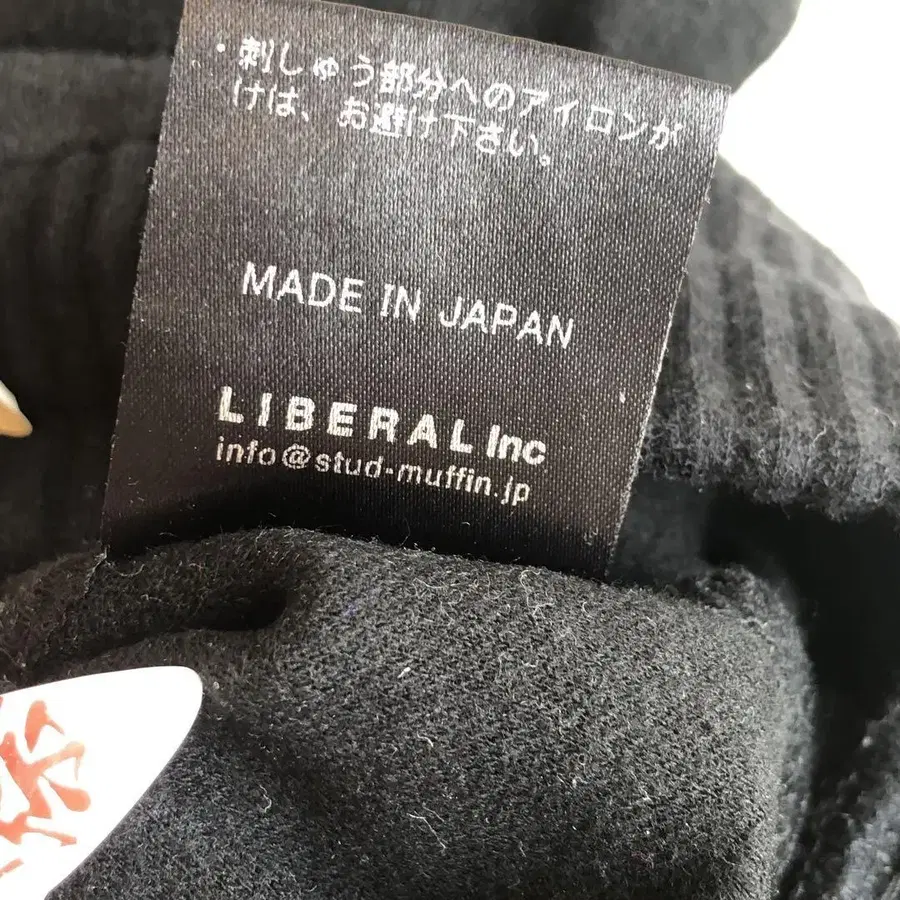 ・刺しゅう部分へのアイロンが
けは、お避け下さい。
MADE IN JAPAN
LIBERAL Inc
info@stud-muffin.jp